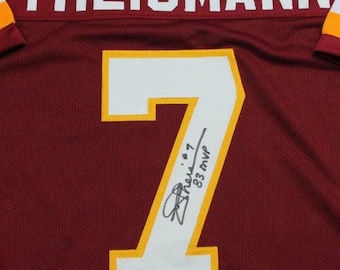 THEISMANN
7
#7
83 MVP